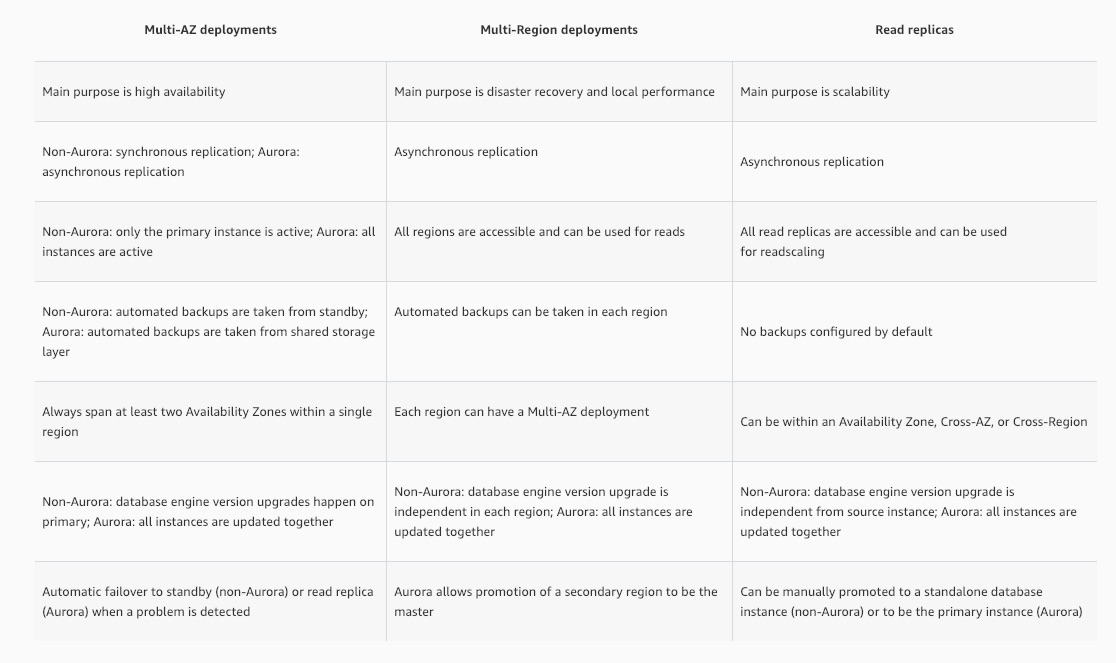 Multi-AZ deployments
Multi-Region deployments
Read replicas
Main purpose is high availability
Main purpose is disaster recovery and local performance
Main purpose is scalability
Non-Aurora: synchronous replication; Aurora:
asynchronous replication
Asynchronous replication
Asynchronous replication
Non-Aurora: only the primary instance is active; Aurora: all
instances are active
All regions are accessible and can be used for reads
All read replicas are accessible and can be used
for readscaling
Non-Aurora: automated backups are taken from standby;
Aurora: automated backups are taken from shared storage
layer
Automated backups can be taken in each region
No backups configured by default
Always span at least two Availability Zones within a single
region
Each region can have a Multi-AZ deployment
Can be within an Availability Zone, Cross-AZ, or Cross-Region
Non-Aurora: database engine version upgrades happen on
primary; Aurora: all instances are updated together
Non-Aurora: database engine version upgrade is
independent in each region; Aurora: all instances are
updated together
Non-Aurora: database engine version upgrade is
independent from source instance; Aurora: all instances are
updated together
Automatic failover to standby (non-Aurora) or read replica
(Aurora) when a problem is detected
Aurora allows promotion of a secondary region to be the
master
Can be manually promoted to a standalone database
instance (non-Aurora) or to be the primary instance (Aurora)